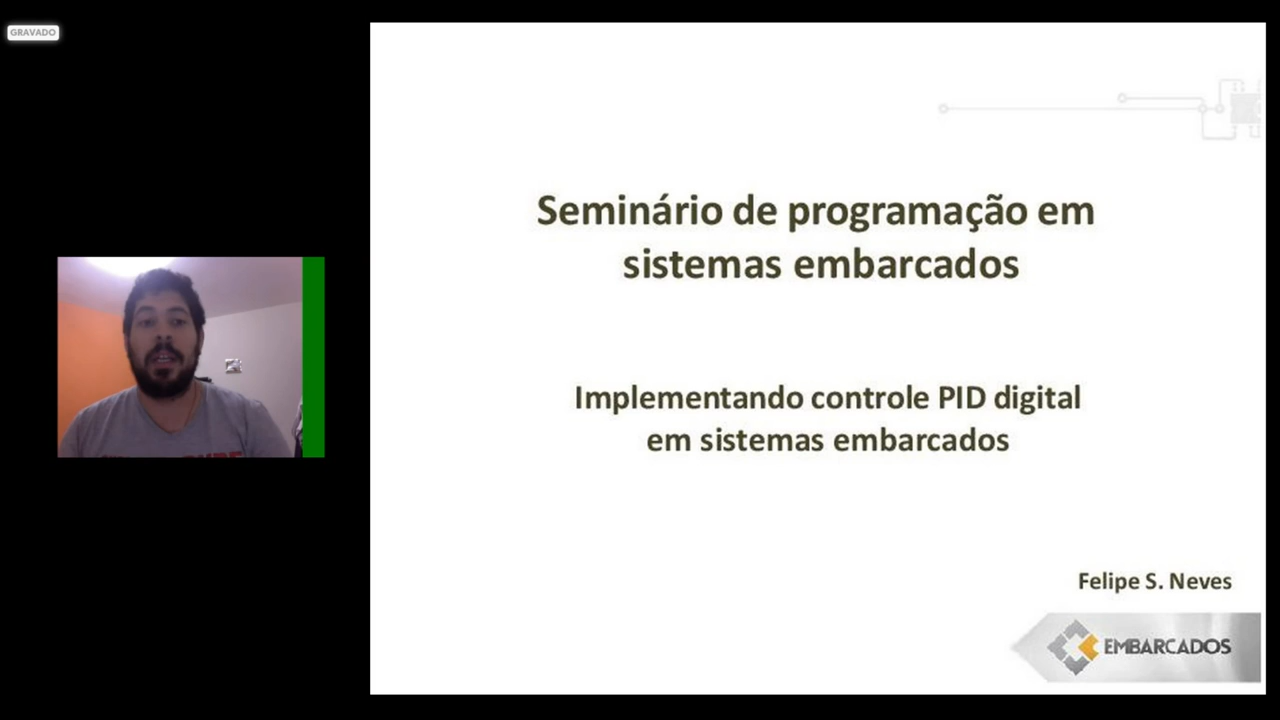 GRAVADO
Seminário de programação em
sistemas embarcados
Implementando controle PID digital
em sistemas embarcados
Felipe S. Neves
EMBARCADOS